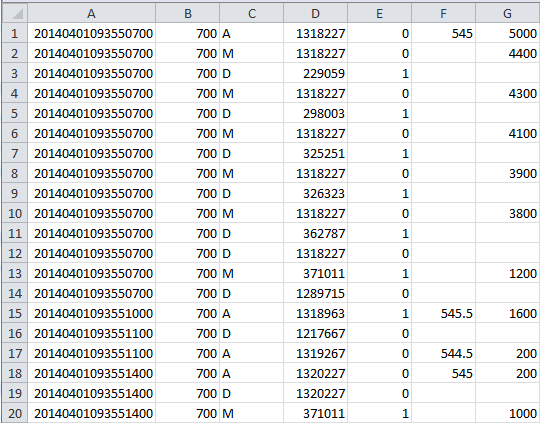 A B C D E F G
1 20140401093550700 700 A 1318227 0 545 5000
2 20140401093550700 700 M 1318227 0 4400
3 20140401093550700 700 D 229059 1
4 20140401093550700 700 M 1318227 0 4300
5 20140401093550700 700 D 298003 1
6 20140401093550700 700 M 1318227 0 4100
7 20140401093550700 700 D 325251 1
8 20140401093550700 700 M 1318227 0 3900
9 20140401093550700 700 D 326323 1
10 20140401093550700 700 M 1318227 0 3800
11 20140401093550700 700 D 362787 1
12 20140401093550700 700 D 1318227 0
13 20140401093550700 700 M 371011 1 1200
14 20140401093550700 700 D 1289715 0
15 20140401093551000 700 A 1318963 1 545.5 1600
16 20140401093551100 700 D 1217667 0
17 20140401093551100 700 A 1319267 0 544.5 200
18 20140401093551400 700 A 1320227 0 545 200
19 20140401093551400 700 D 1320227 0
20 20140401093551400 700 M 371011 1 1000